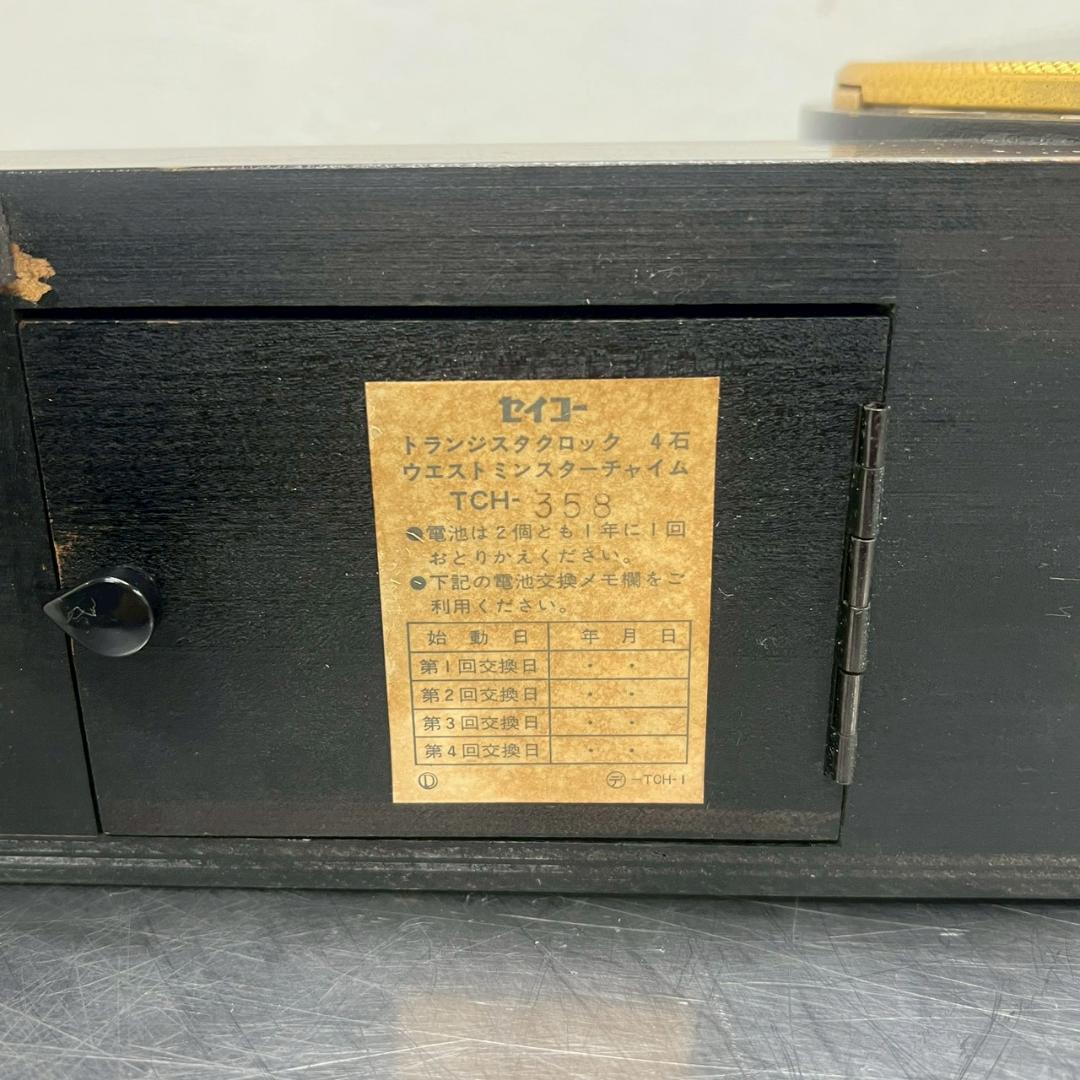 セイコー
トランジスタクロック 4石
ウエストミンスターチャイム
TCH-358
●電池は2個とも1年に1回
おとりかえください。
●下記の電池交換メモ欄をご
利用ください。
始動日 年 月 日
第1回交換日 ・ ・
第2回交換日 ・ ・
第3回交換日 ・ ・
第4回交換日 ・ ・
Ⓓ ㋢-TCH-1